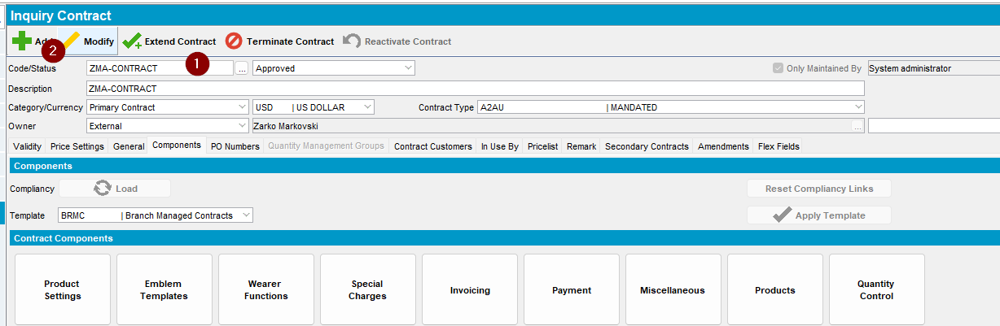 Inquiry Contract
Add Modify Extend Contract Terminate Contract Reactivate Contract
2
1
Code/Status ZMA-CONTRACT ... Approved Only Maintained By System administrator
Description ZMA-CONTRACT
Category/Currency Primary Contract USD | US DOLLAR Contract Type A2AU | MANDATED
Owner External Zarko Markovski ...
Validity Price Settings General Components PO Numbers Quantity Management Groups Contract Customers In Use By Pricelist Remark Secondary Contracts Amendments Flex Fields
Components
Compliancy Load Reset Compliancy Links
Template BRMC | Branch Managed Contracts Apply Template
Contract Components
Product Settings
Emblem Templates
Wearer Functions
Special Charges
Invoicing
Payment
Miscellaneous
Products
Quantity Control